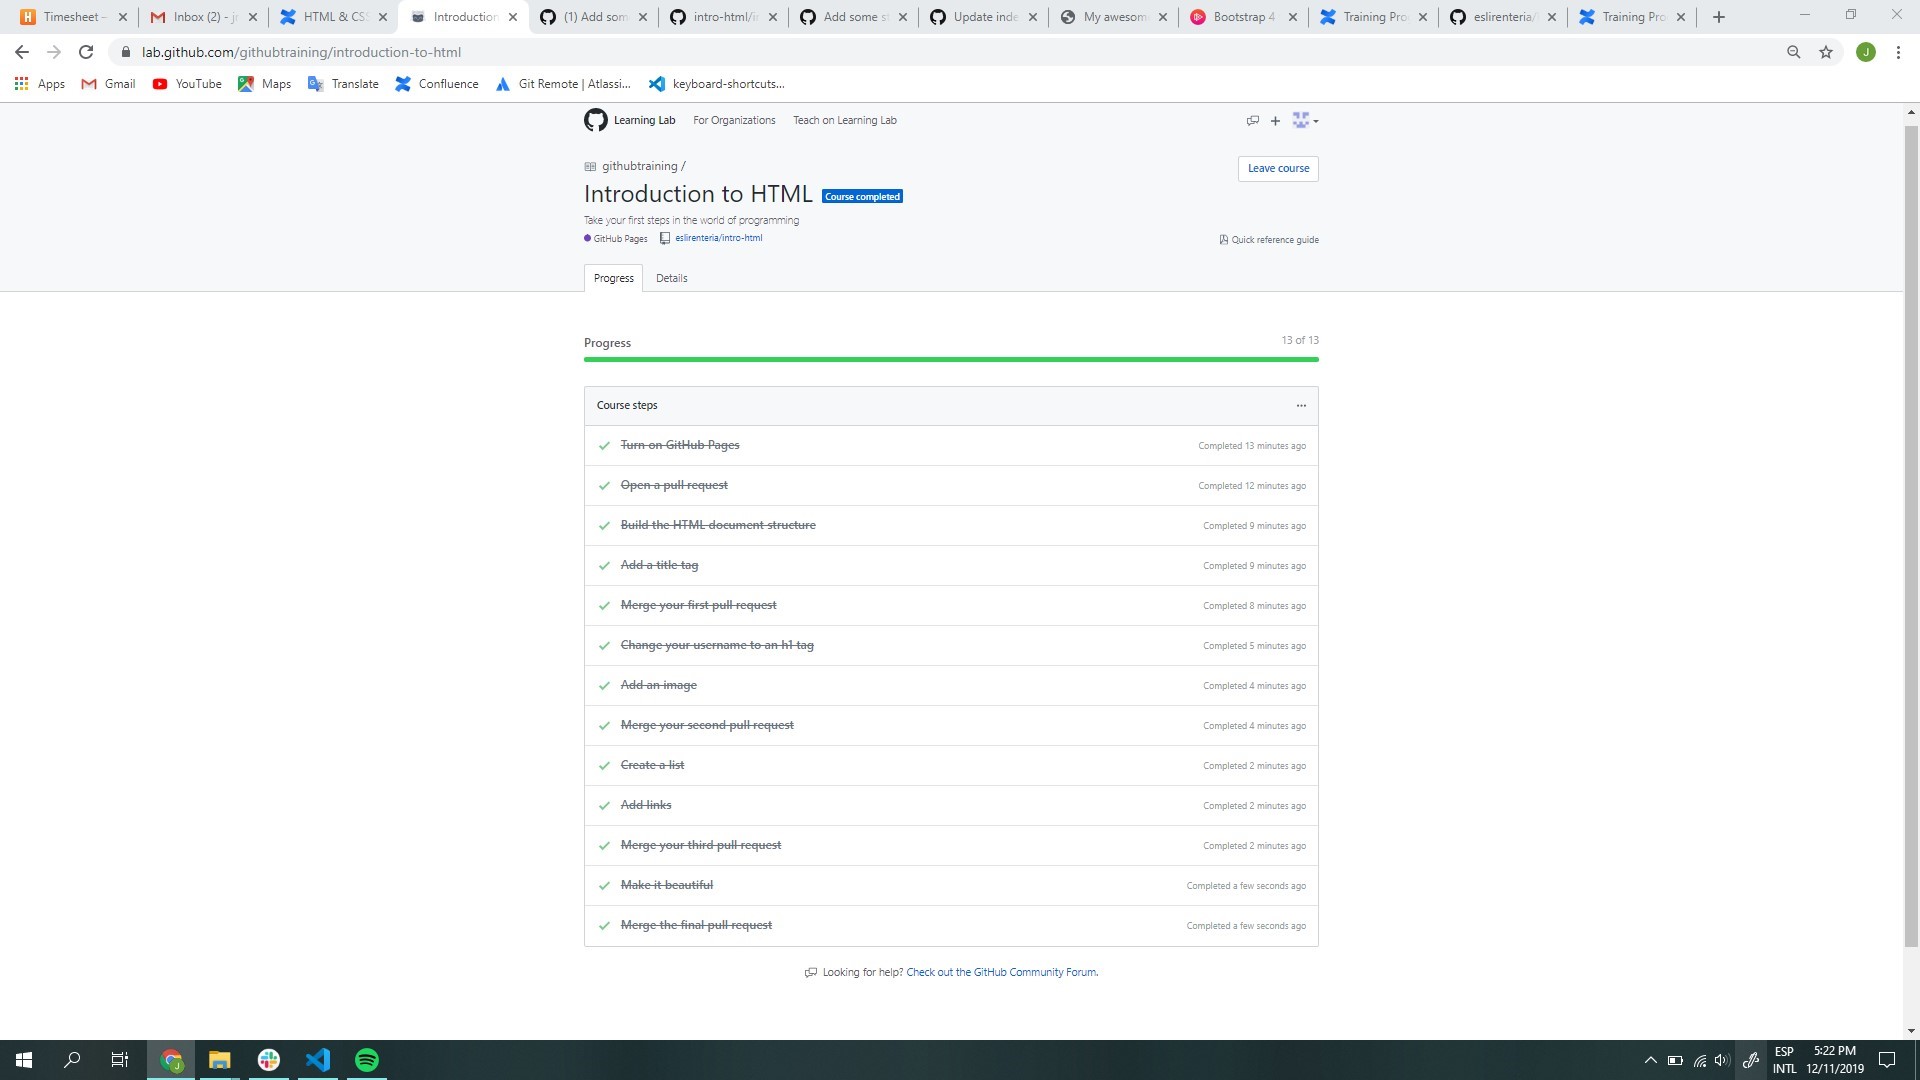 Timesheet –
Inbox (2) - j
HTML & CSS
Introduction
(1) Add som
intro-html/i
Add some s
Update inde
My awesom
Bootstrap 4
Training Pro
eslirenteria/
Training Pro
lab.github.com/githubtraining/introduction-to-html
J
Apps
Gmail
YouTube
Maps
Translate
Confluence
Git Remote | Atlassi...
keyboard-shortcuts...
Learning Lab
For Organizations
Teach on Learning Lab
githubtraining /
Leave course
Introduction to HTML
Course completed
Take your first steps in the world of programming
GitHub Pages
eslirenteria/intro-html
Quick reference guide
Progress
Details
Progress
13 of 13
Course steps
Turn on GitHub Pages
Completed 13 minutes ago
Open a pull request
Completed 12 minutes ago
Build the HTML document structure
Completed 9 minutes ago
Add a title tag
Completed 9 minutes ago
Merge your first pull request
Completed 8 minutes ago
Change your username to an h1 tag
Completed 5 minutes ago
Add an image
Completed 4 minutes ago
Merge your second pull request
Completed 4 minutes ago
Create a list
Completed 2 minutes ago
Add links
Completed 2 minutes ago
Merge your third pull request
Completed 2 minutes ago
Make it beautiful
Completed a few seconds ago
Merge the final pull request
Completed a few seconds ago
Looking for help? Check out the GitHub Community Forum.
ESP
INTL
5:22 PM
12/11/2019